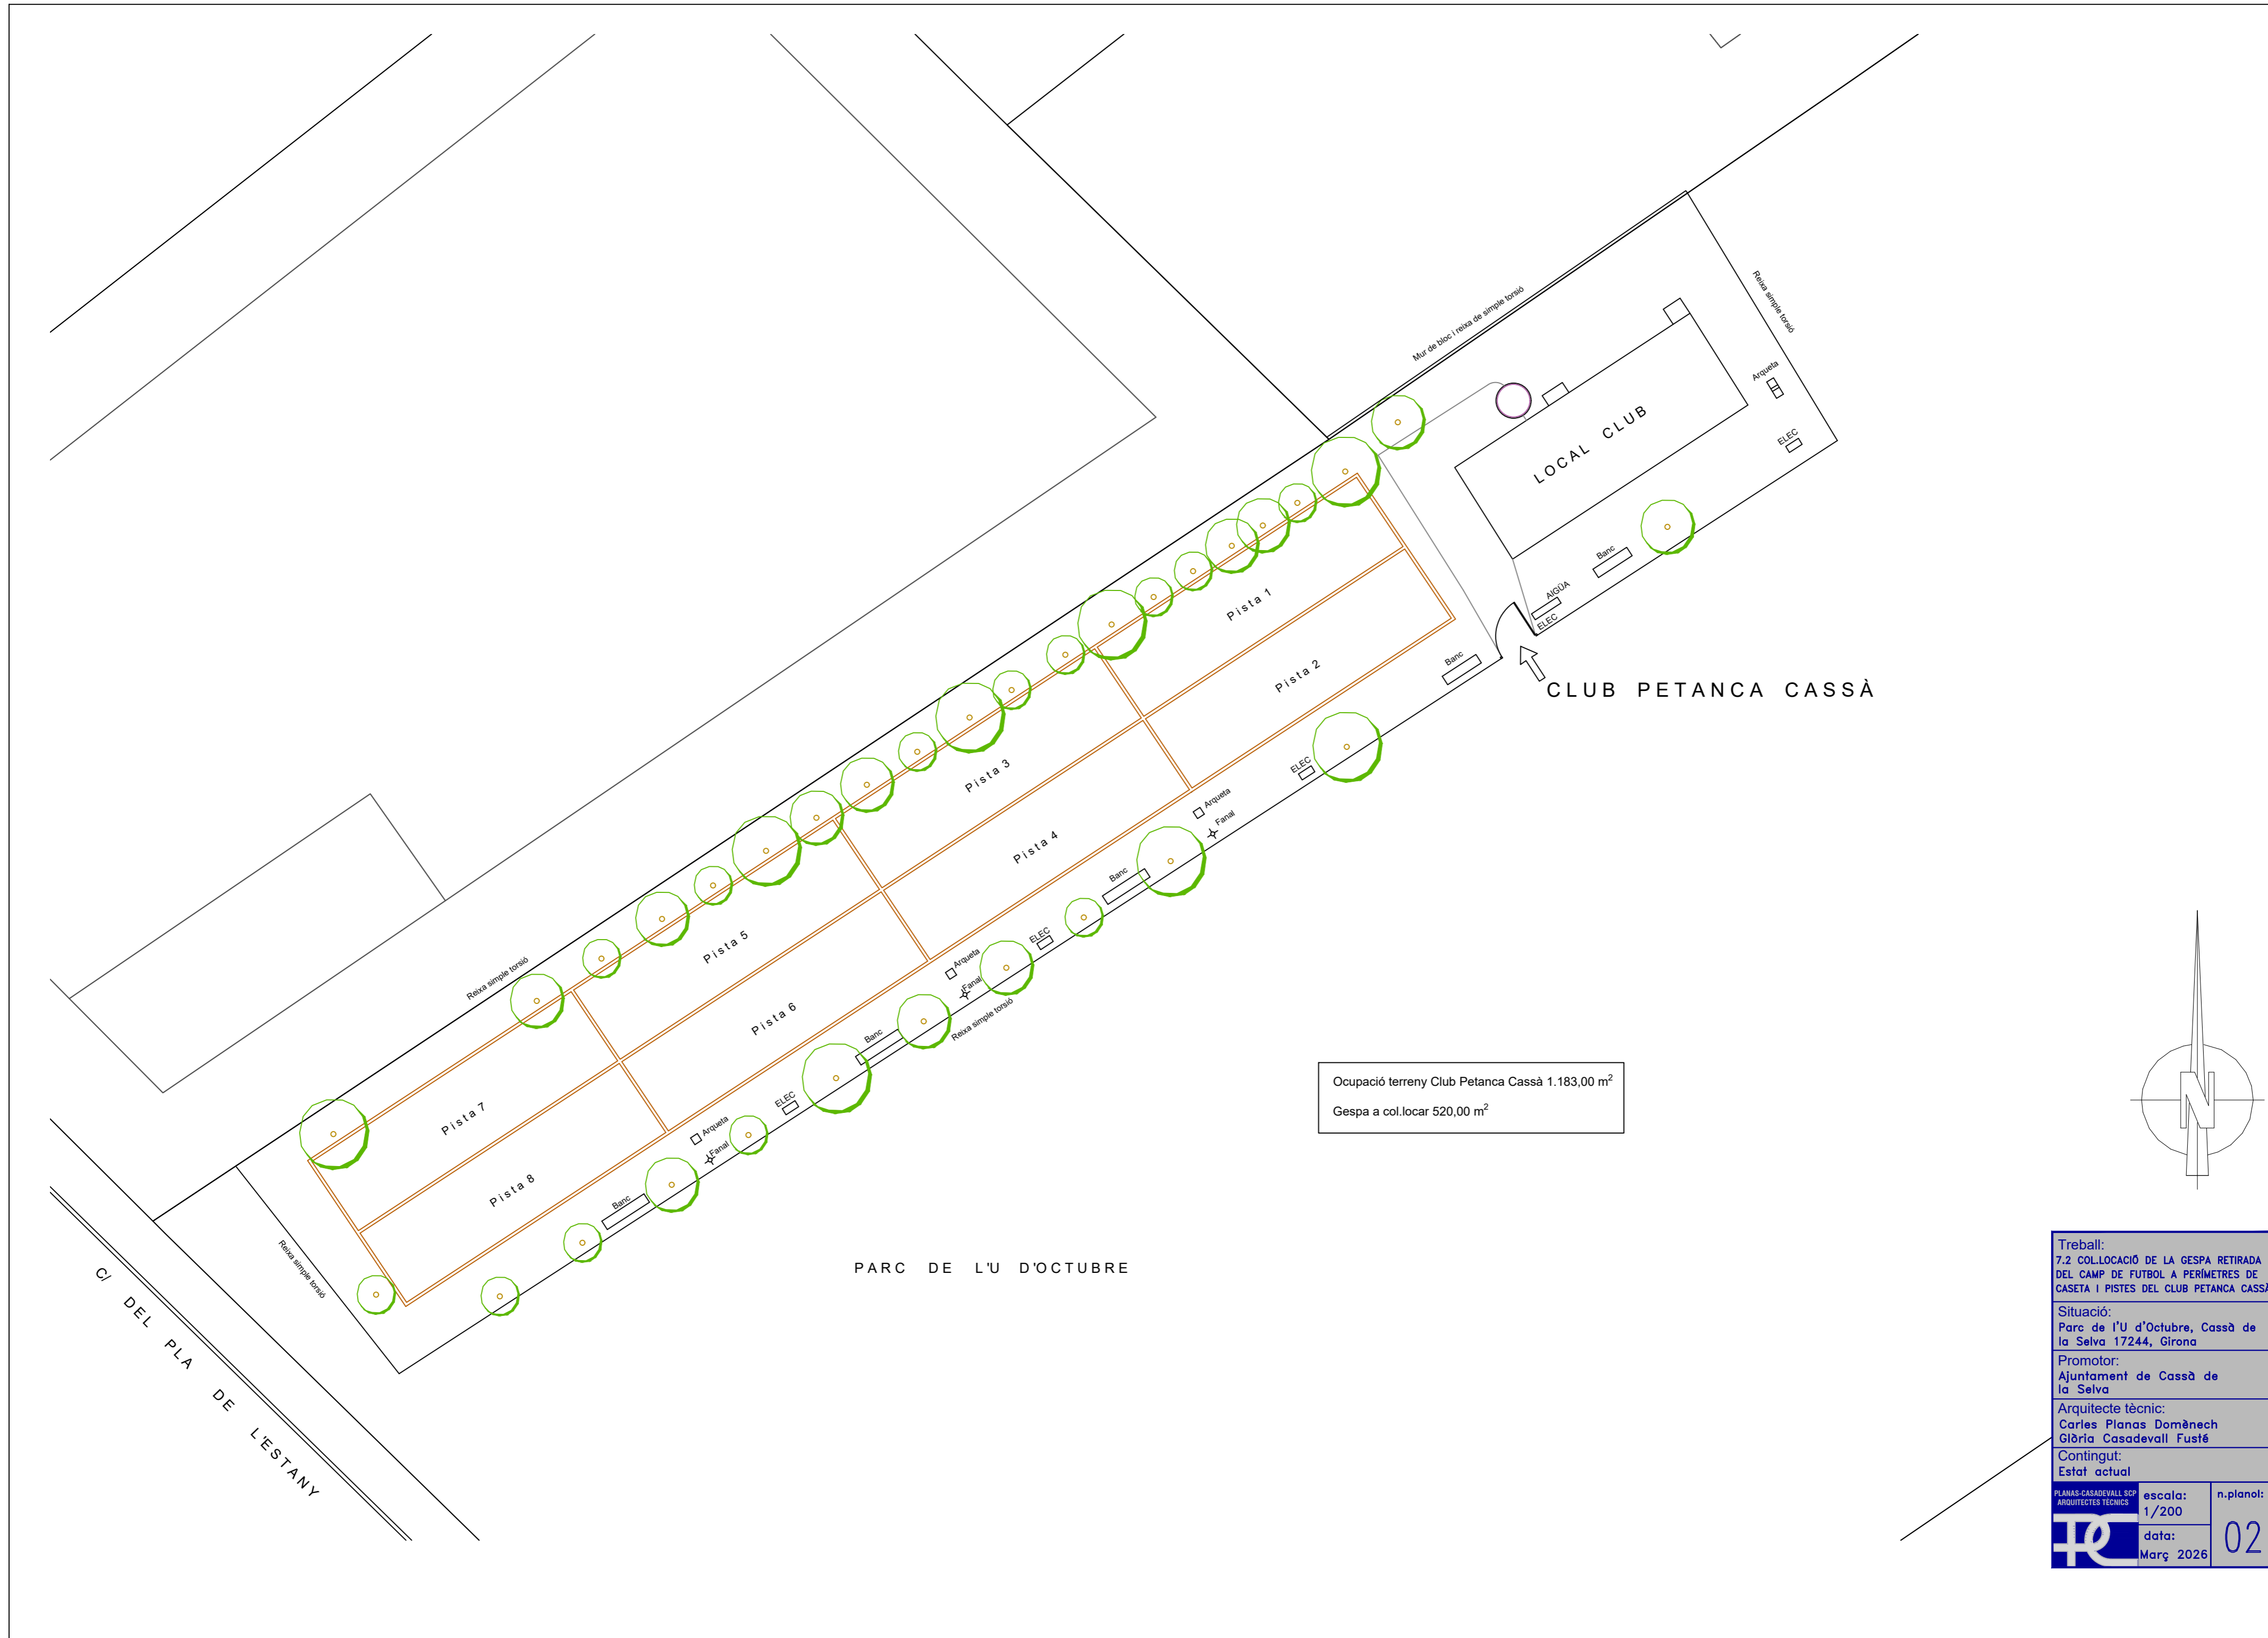 Mur de bloc i reixa de simple torsió
Reixa simple torsió
Arqueta
ELEC
LOCAL CLUB
Banc
AIGÜA
ELEC
Banc
CLUB PETANCA CASSÀ
Pista 1
Pista 2
ELEC
Arqueta
Fanal
Pista 3
Pista 4
Banc
ELEC
Arqueta
Fanal
Reixa simple torsió
Reixa simple torsió
Pista 5
Pista 6
Banc
ELEC
Arqueta
Fanal
Pista 7
Pista 8
Banc
Reixa simple torsió
C/ DEL PLA DE L'ESTANY
PARC DE L'U D'OCTUBRE
Ocupació terreny Club Petanca Cassà 1.183,00 m²
Gespa a col.locar 520,00 m²
N
Treball:
7.2 COL.LOCACIÓ DE LA GESPA RETIRADA
DEL CAMP DE FUTBOL A PERÍMETRES DE
CASETA I PISTES DEL CLUB PETANCA CASSÀ
Situació:
Parc de l'U d'Octubre, Cassà de
la Selva 17244, Girona
Promotor:
Ajuntament de Cassà de
la Selva
Arquitecte tècnic:
Carles Planas Domènech
Glòria Casadevall Fusté
Contingut:
Estat actual
PLANAS-CASADEVALL SCP
ARQUITECTES TÈCNICS
PC
escala:
1/200
data:
Març 2026
n.planol:
02